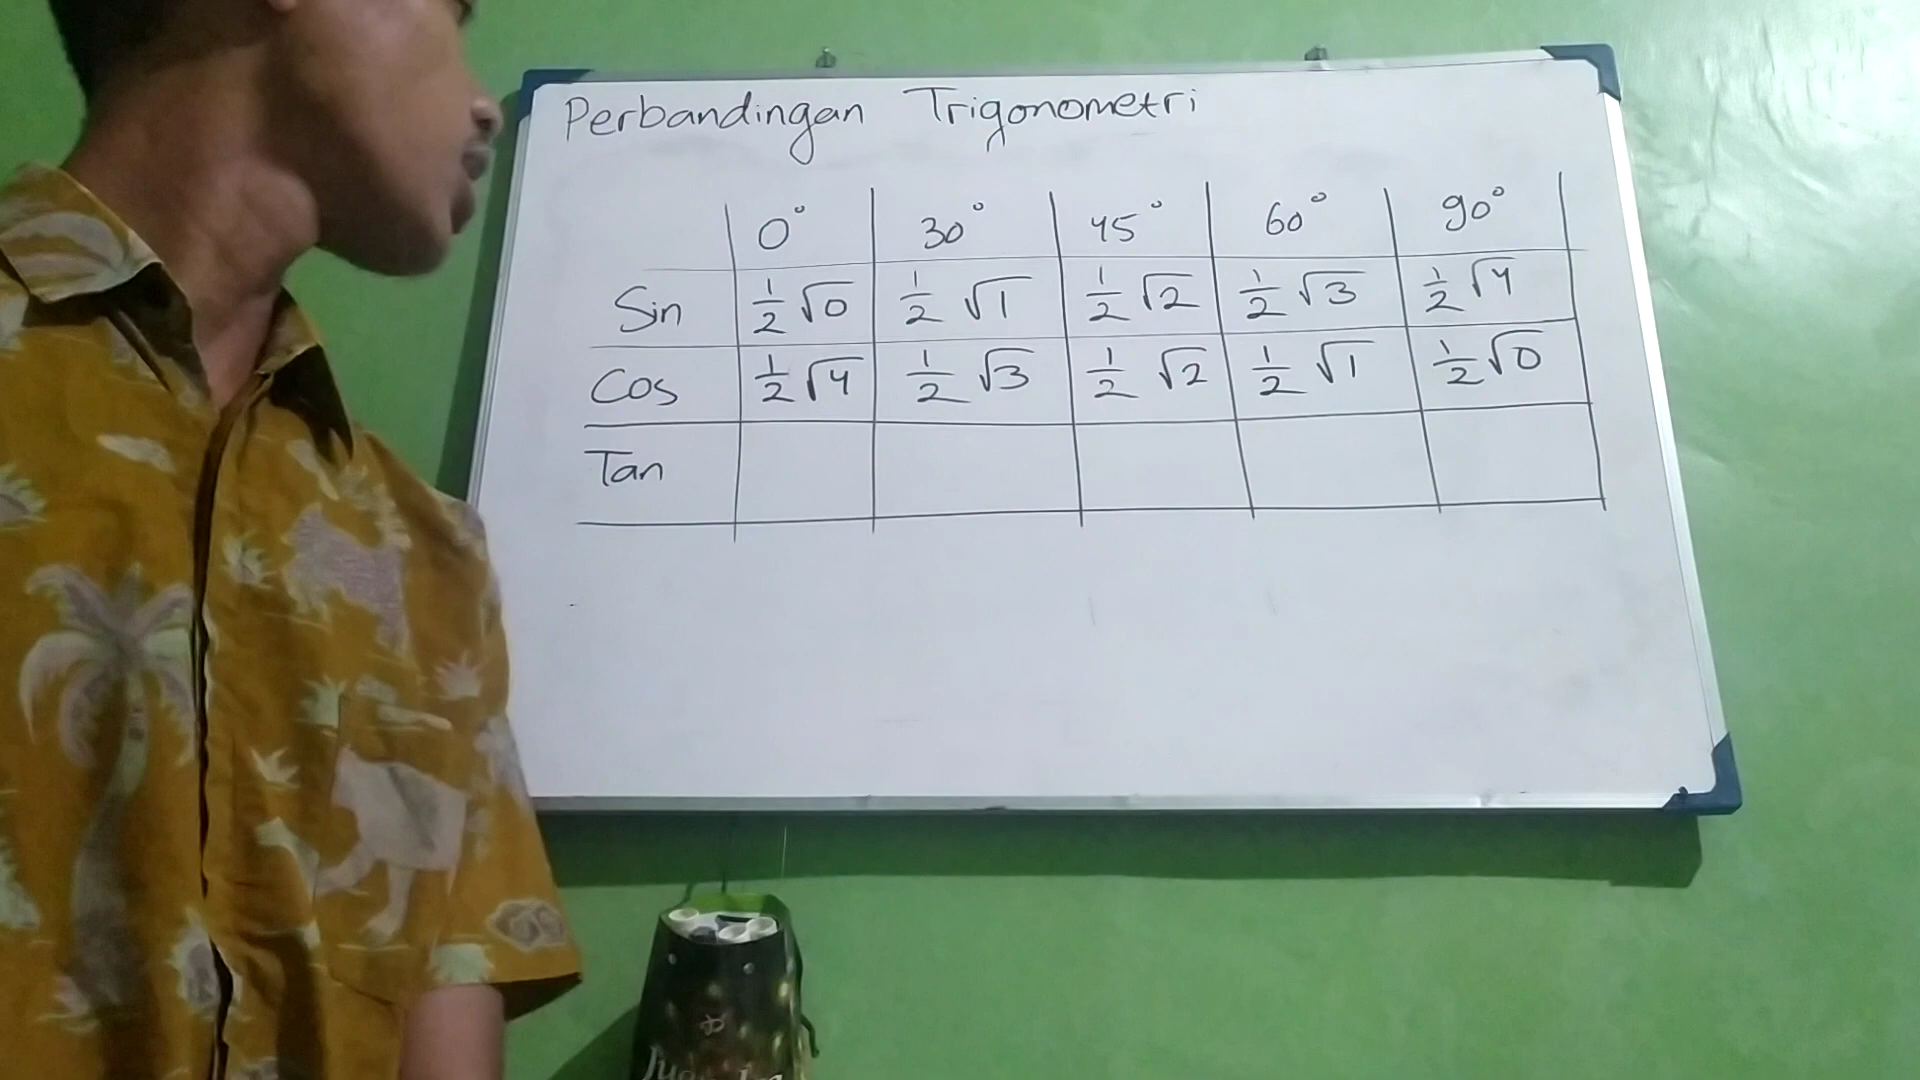 Perbandingan Trigonometri
0° 30° 45° 60° 90°
Sin 1/2 √0 1/2 √1 1/2 √2 1/2 √3 1/2 √4
Cos 1/2 √4 1/2 √3 1/2 √2 1/2 √1 1/2 √0
Tan